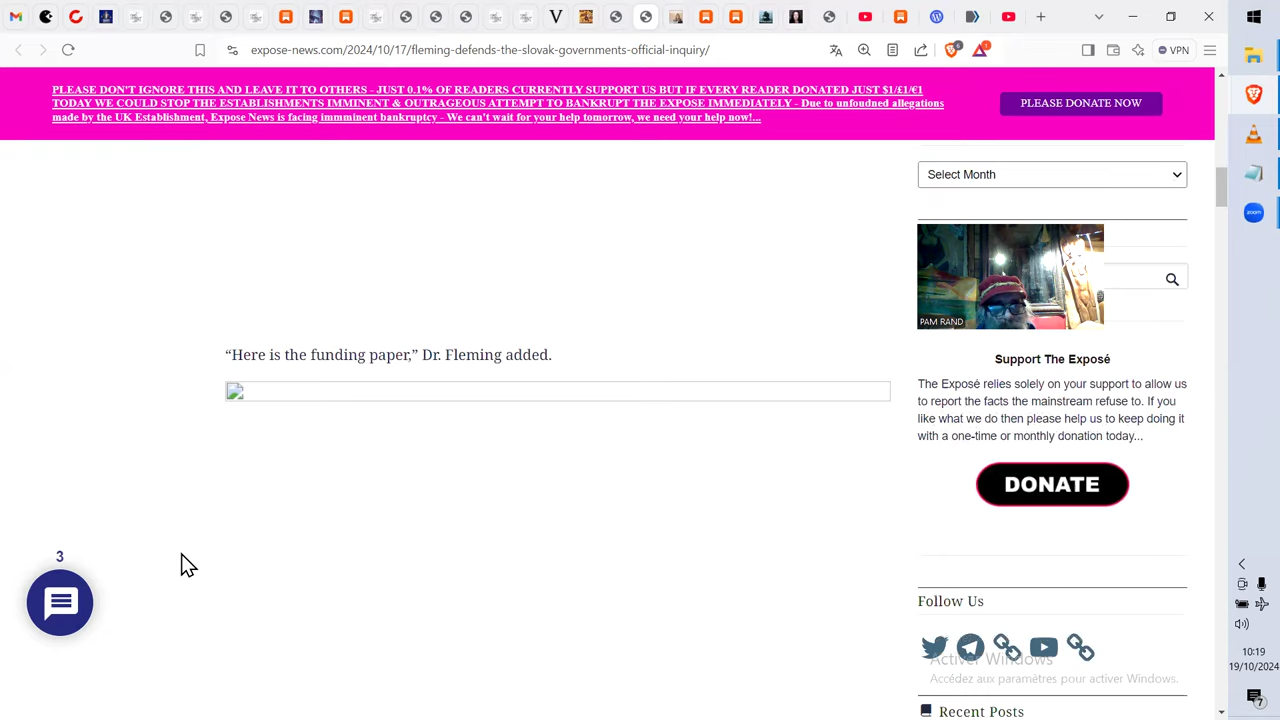 expose-news.com/2024/10/17/fleming-defends-the-slovak-governments-official-inquiry/
6
1
VPN
PLEASE DON'T IGNORE THIS AND LEAVE IT TO OTHERS - JUST 0.1% OF READERS CURRENTLY SUPPORT US BUT IF EVERY READER DONATED JUST $1/£1/€1
TODAY WE COULD STOP THE ESTABLISHMENTS IMMINENT & OUTRAGEOUS ATTEMPT TO BANKRUPT THE EXPOSE IMMEDIATELY - Due to unfoudned allegations
made by the UK Establishment, Expose News is facing immminent bankruptcy - We can't wait for your help tomorrow, we need your help now!...
PLEASE DONATE NOW
Select Month
PAM RAND
“Here is the funding paper,” Dr. Fleming added.
Support The Exposé
The Exposé relies solely on your support to allow us
to report the facts the mainstream refuse to. If you
like what we do then please help us to keep doing it
with a one-time or monthly donation today...
DONATE
3
Follow Us
Activer Windows
Accédez aux paramètres pour activer Windows.
Recent Posts
zoom
10:19
19/10/2024
7